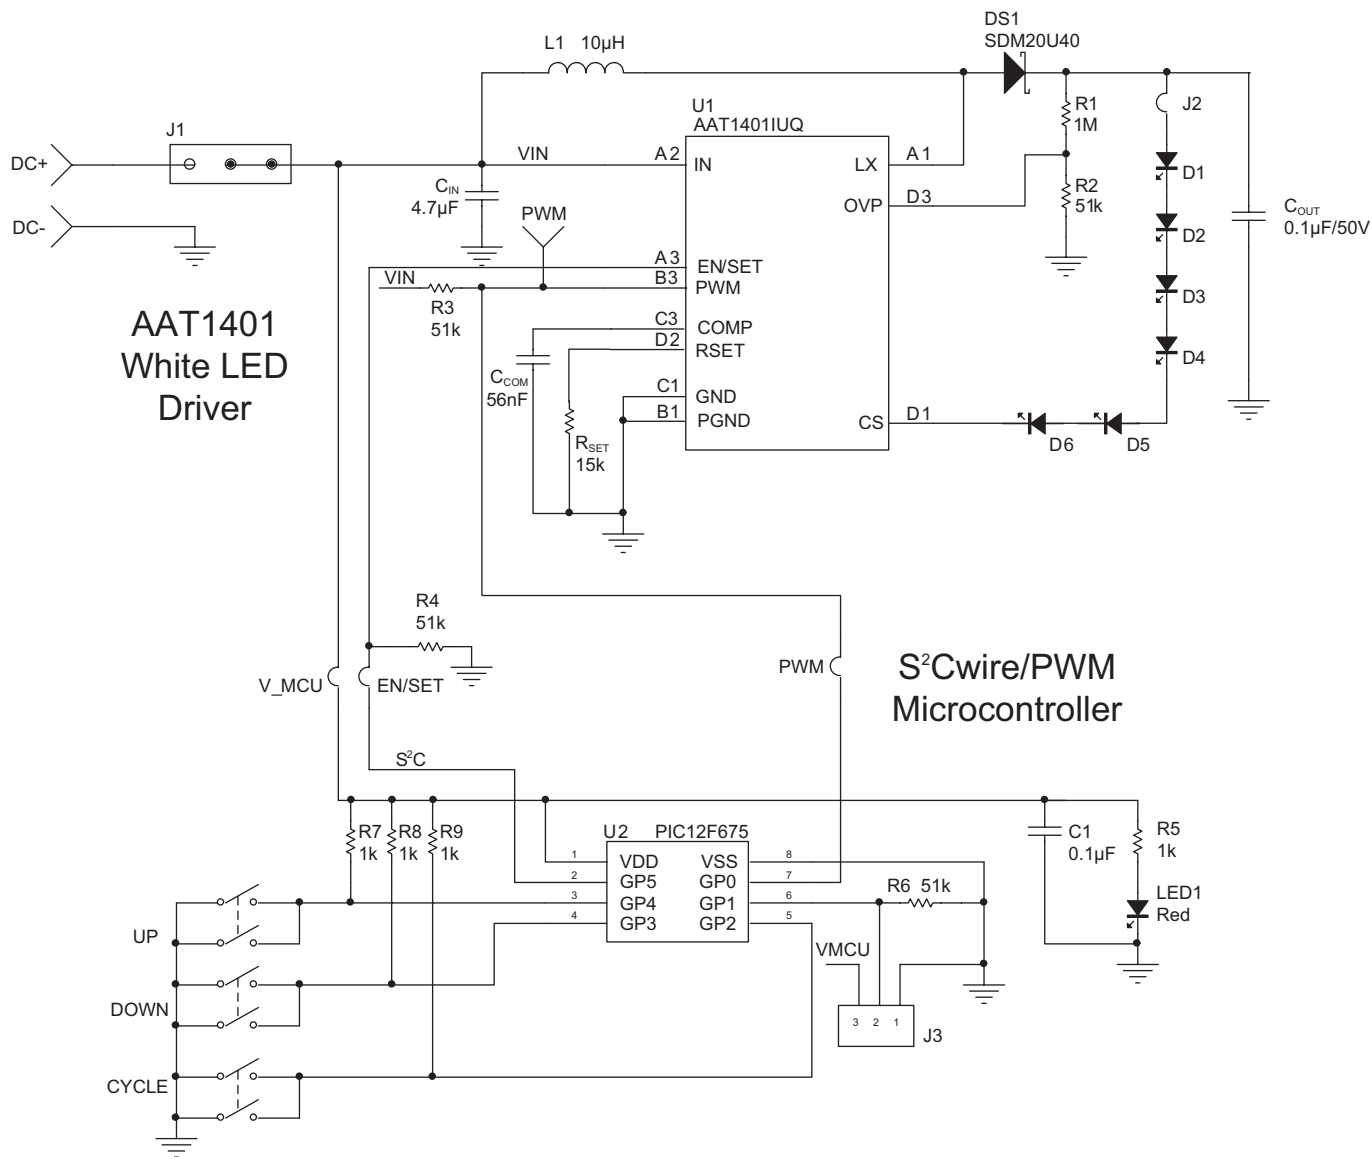 DS1
SDM20U40
L1 10µH
U1
AAT1401IUQ
J1
DC+
DC-
VIN
A2
IN
LX
A1
R1
1M
J2
D1
C_IN
4.7µF
PWM
OVP
D3
R2
51k
D2
C_OUT
0.1µF/50V
A3
EN/SET
VIN
B3
PWM
R3
51k
D3
AAT1401
White LED
Driver
C3
COMP
D2
RSET
D4
C_COM
56nF
C1
GND
B1
PGND
CS
D1
D6
D5
R_SET
15k
R4
51k
V_MCU
EN/SET
PWM
S²Cwire/PWM
Microcontroller
S²C
R7
1k
R8
1k
R9
1k
U2 PIC12F675
C1
0.1µF
R5
1k
1
VDD
VSS
8
2
GP5
GP0
7
3
GP4
GP1
6
R6 51k
4
GP3
GP2
5
LED1
Red
UP
VMCU
DOWN
3 2 1
J3
CYCLE